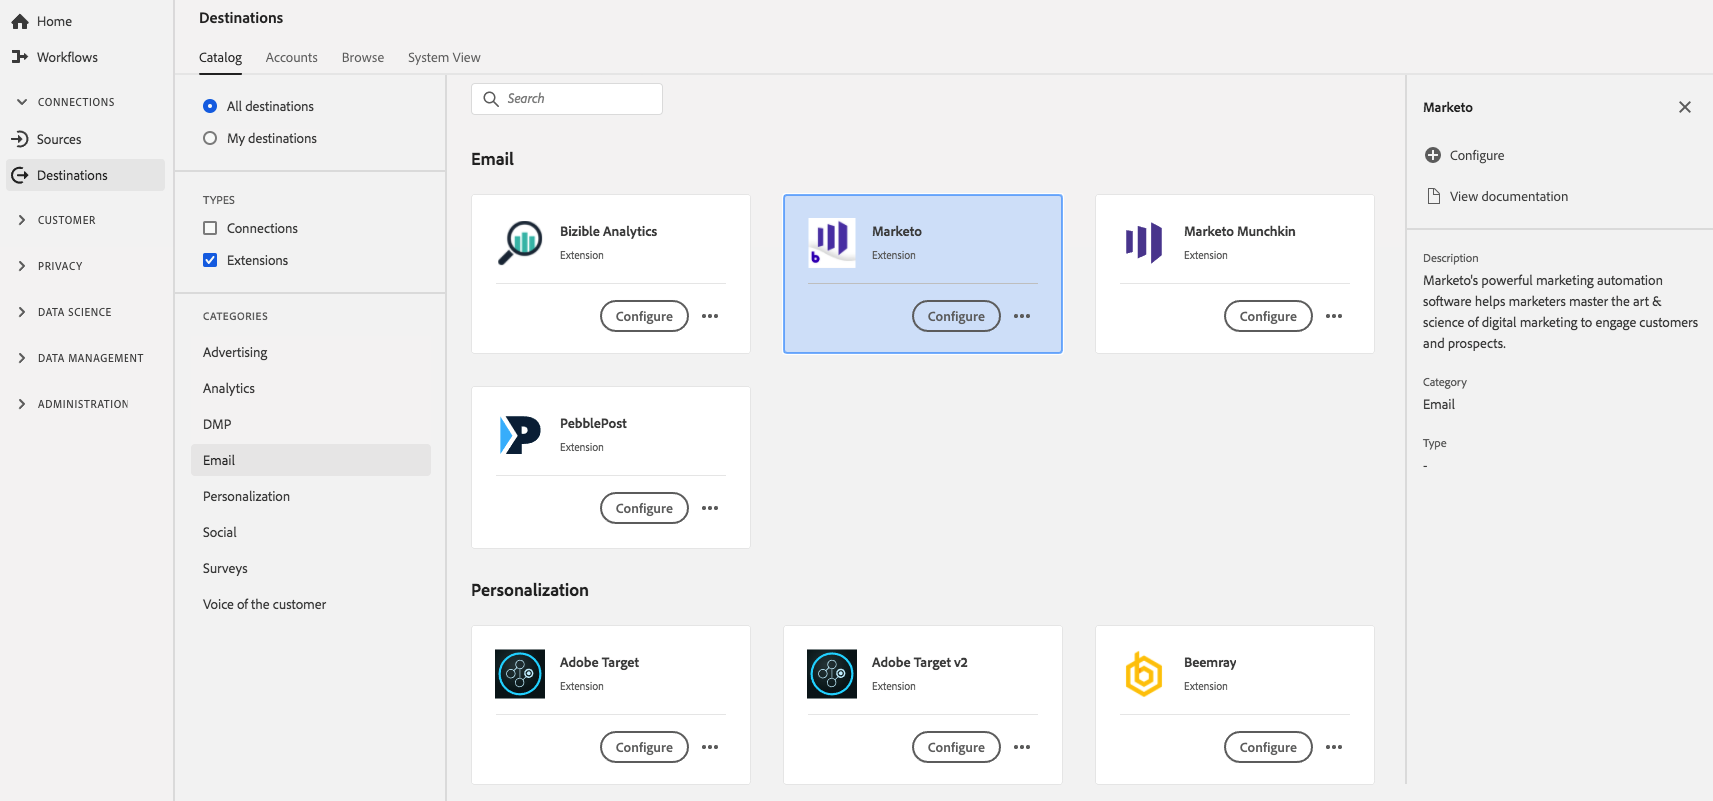 Home
Workflows
CONNECTIONS
Sources
Destinations
CUSTOMER
PRIVACY
DATA SCIENCE
DATA MANAGEMENT
ADMINISTRATION
Destinations
Catalog Accounts Browse System View
All destinations
My destinations
TYPES
Connections
Extensions
CATEGORIES
Advertising
Analytics
DMP
Email
Personalization
Social
Surveys
Voice of the customer
Search
Email
Bizible Analytics
Extension
Configure
Marketo
Extension
Configure
Marketo Munchkin
Extension
Configure
PebblePost
Extension
Configure
Personalization
Adobe Target
Extension
Configure
Adobe Target v2
Extension
Configure
Beemray
Extension
Configure
Marketo
Configure
View documentation
Description
Marketo's powerful marketing automation
software helps marketers master the art &
science of digital marketing to engage customers
and prospects.
Category
Email
Type
-